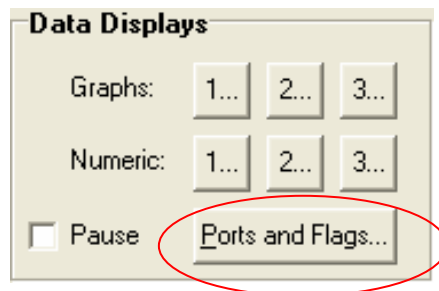 Data Displays
Graphs: 1... 2... 3...
Numeric: 1... 2... 3...
Pause Ports and Flags...